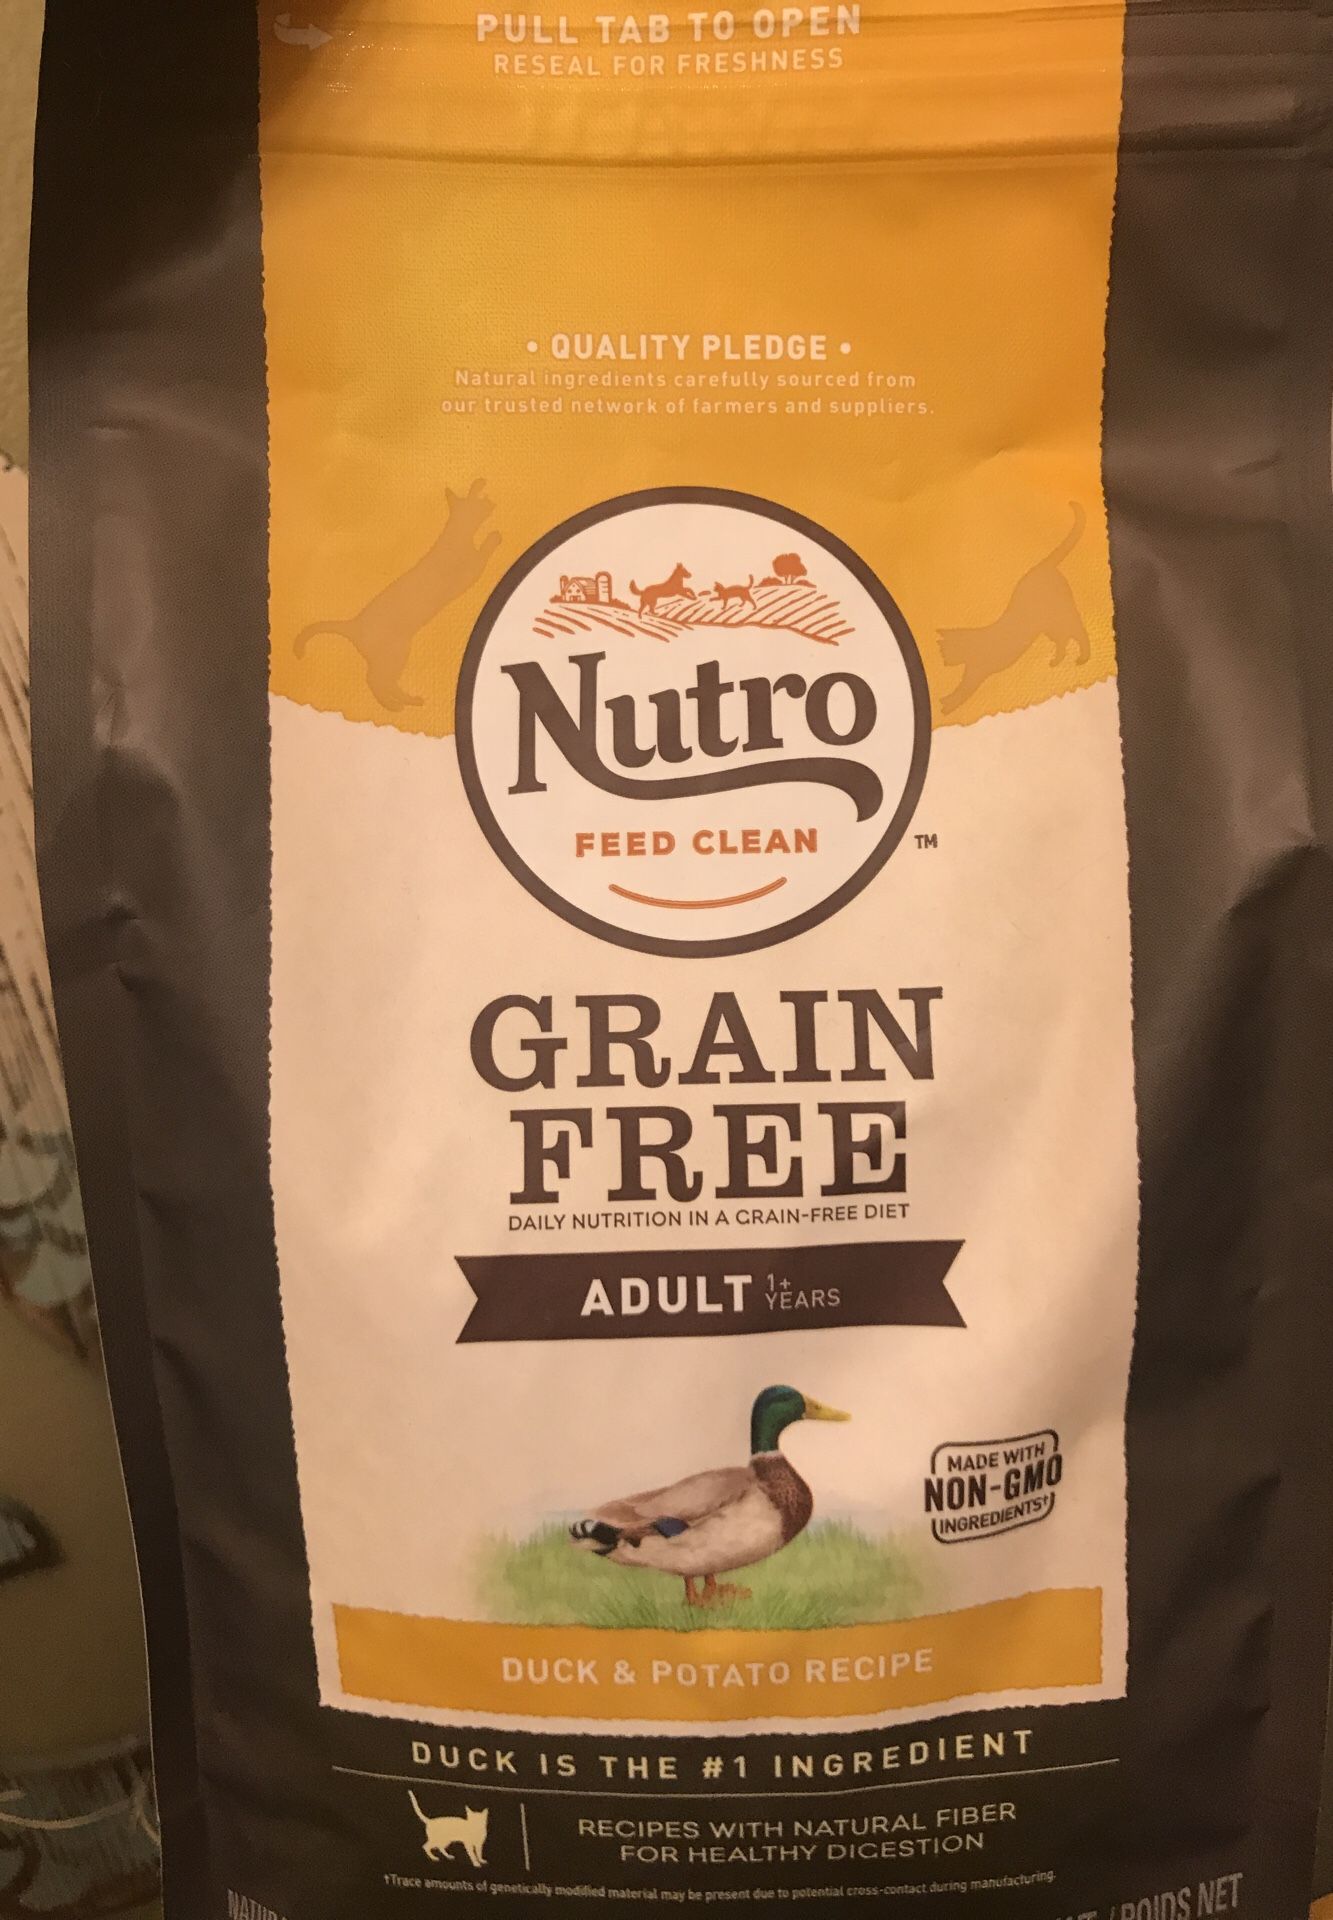 PULL TAB TO OPEN
RESEAL FOR FRESHNESS
• QUALITY PLEDGE •
Natural ingredients carefully sourced from
our trusted network of farmers and suppliers.
Nutro
FEED CLEAN
TM
GRAIN
FREE
DAILY NUTRITION IN A GRAIN-FREE DIET
ADULT 1+ YEARS
MADE WITH
NON-GMO
INGREDIENTS†
DUCK & POTATO RECIPE
DUCK IS THE #1 INGREDIENT
RECIPES WITH NATURAL FIBER
FOR HEALTHY DIGESTION
†Trace amounts of genetically modified material may be present due to potential cross-contact during manufacturing.
/ POIDS NET